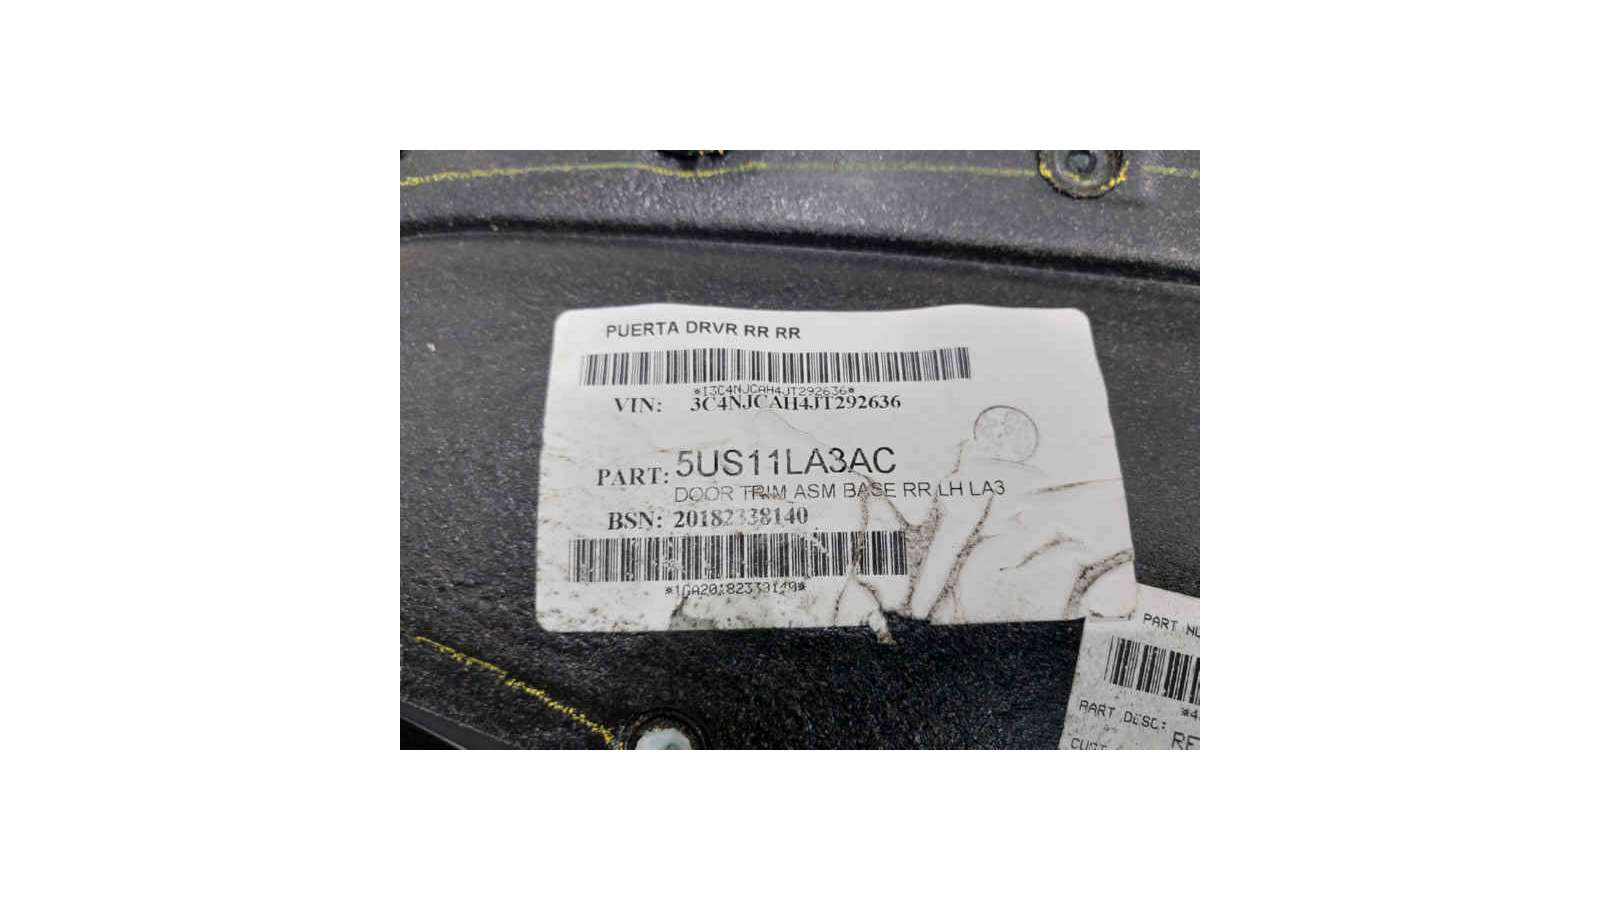 PUERTA DRVR RR RR
*I3C4NJCAH4JT292636*
VIN: 3C4NJCAH4JT292636
PART: 5US11LA3AC
DOOR TRIM ASM BASE RR LH LA3
BSN: 20182338140
PART
PART DESC: